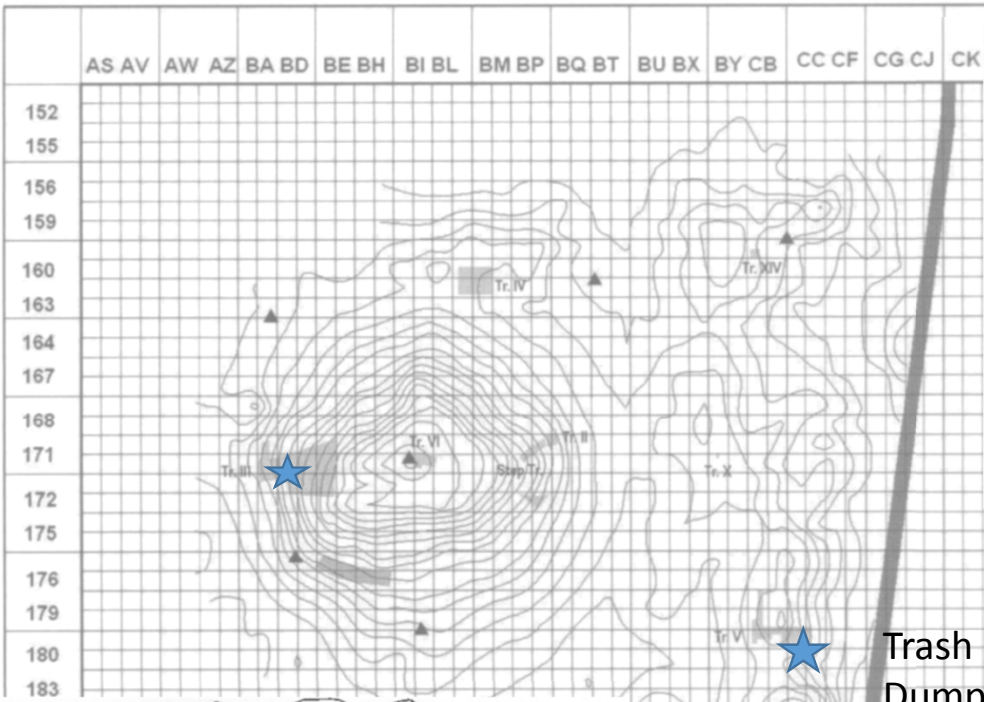 AS AV AW AZ BA BD BE BH BI BL BM BP BQ BT BU BX BY CB CC CF CG CJ CK
152
155
156
159
Tr. XIV
160
Tr. IV
163
164
167
168
Tr. II
Tr. VI
171
Tr. III
Step Tr.
Tr. X
172
175
176
179
Tr V
Trash
180
183
Dump